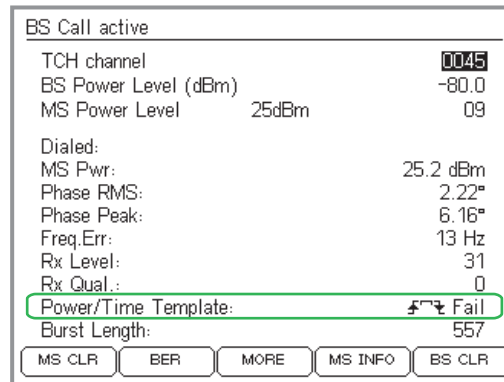 BS Call active
TCH channel 0045
BS Power Level (dBm) -80.0
MS Power Level 25dBm 09
Dialed:
MS Pwr: 25.2 dBm
Phase RMS: 2.22°
Phase Peak: 6.16°
Freq.Err: 13 Hz
Rx Level: 31
Rx Qual.: 0
Power/Time Template: Fail
Burst Length: 557
MS CLR BER MORE MS INFO BS CLR